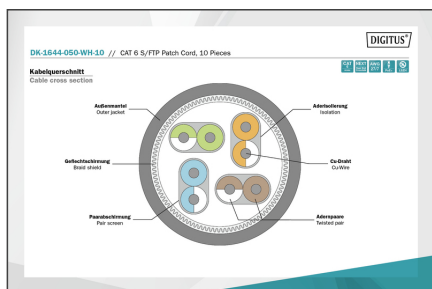 DIGITUS®
DK-1644-050-WH-10 // CAT 6 S/FTP Patch Cord, 10 Pieces
Kabelquerschnitt
Cable cross section
Außenmantel
Outer jacket
Aderisolierung
Isolation
Geflechtschirmung
Braid shield
Cu-Draht
Cu-Wire
Paarabschirmung
Pair screen
Adernpaare
Twisted pair